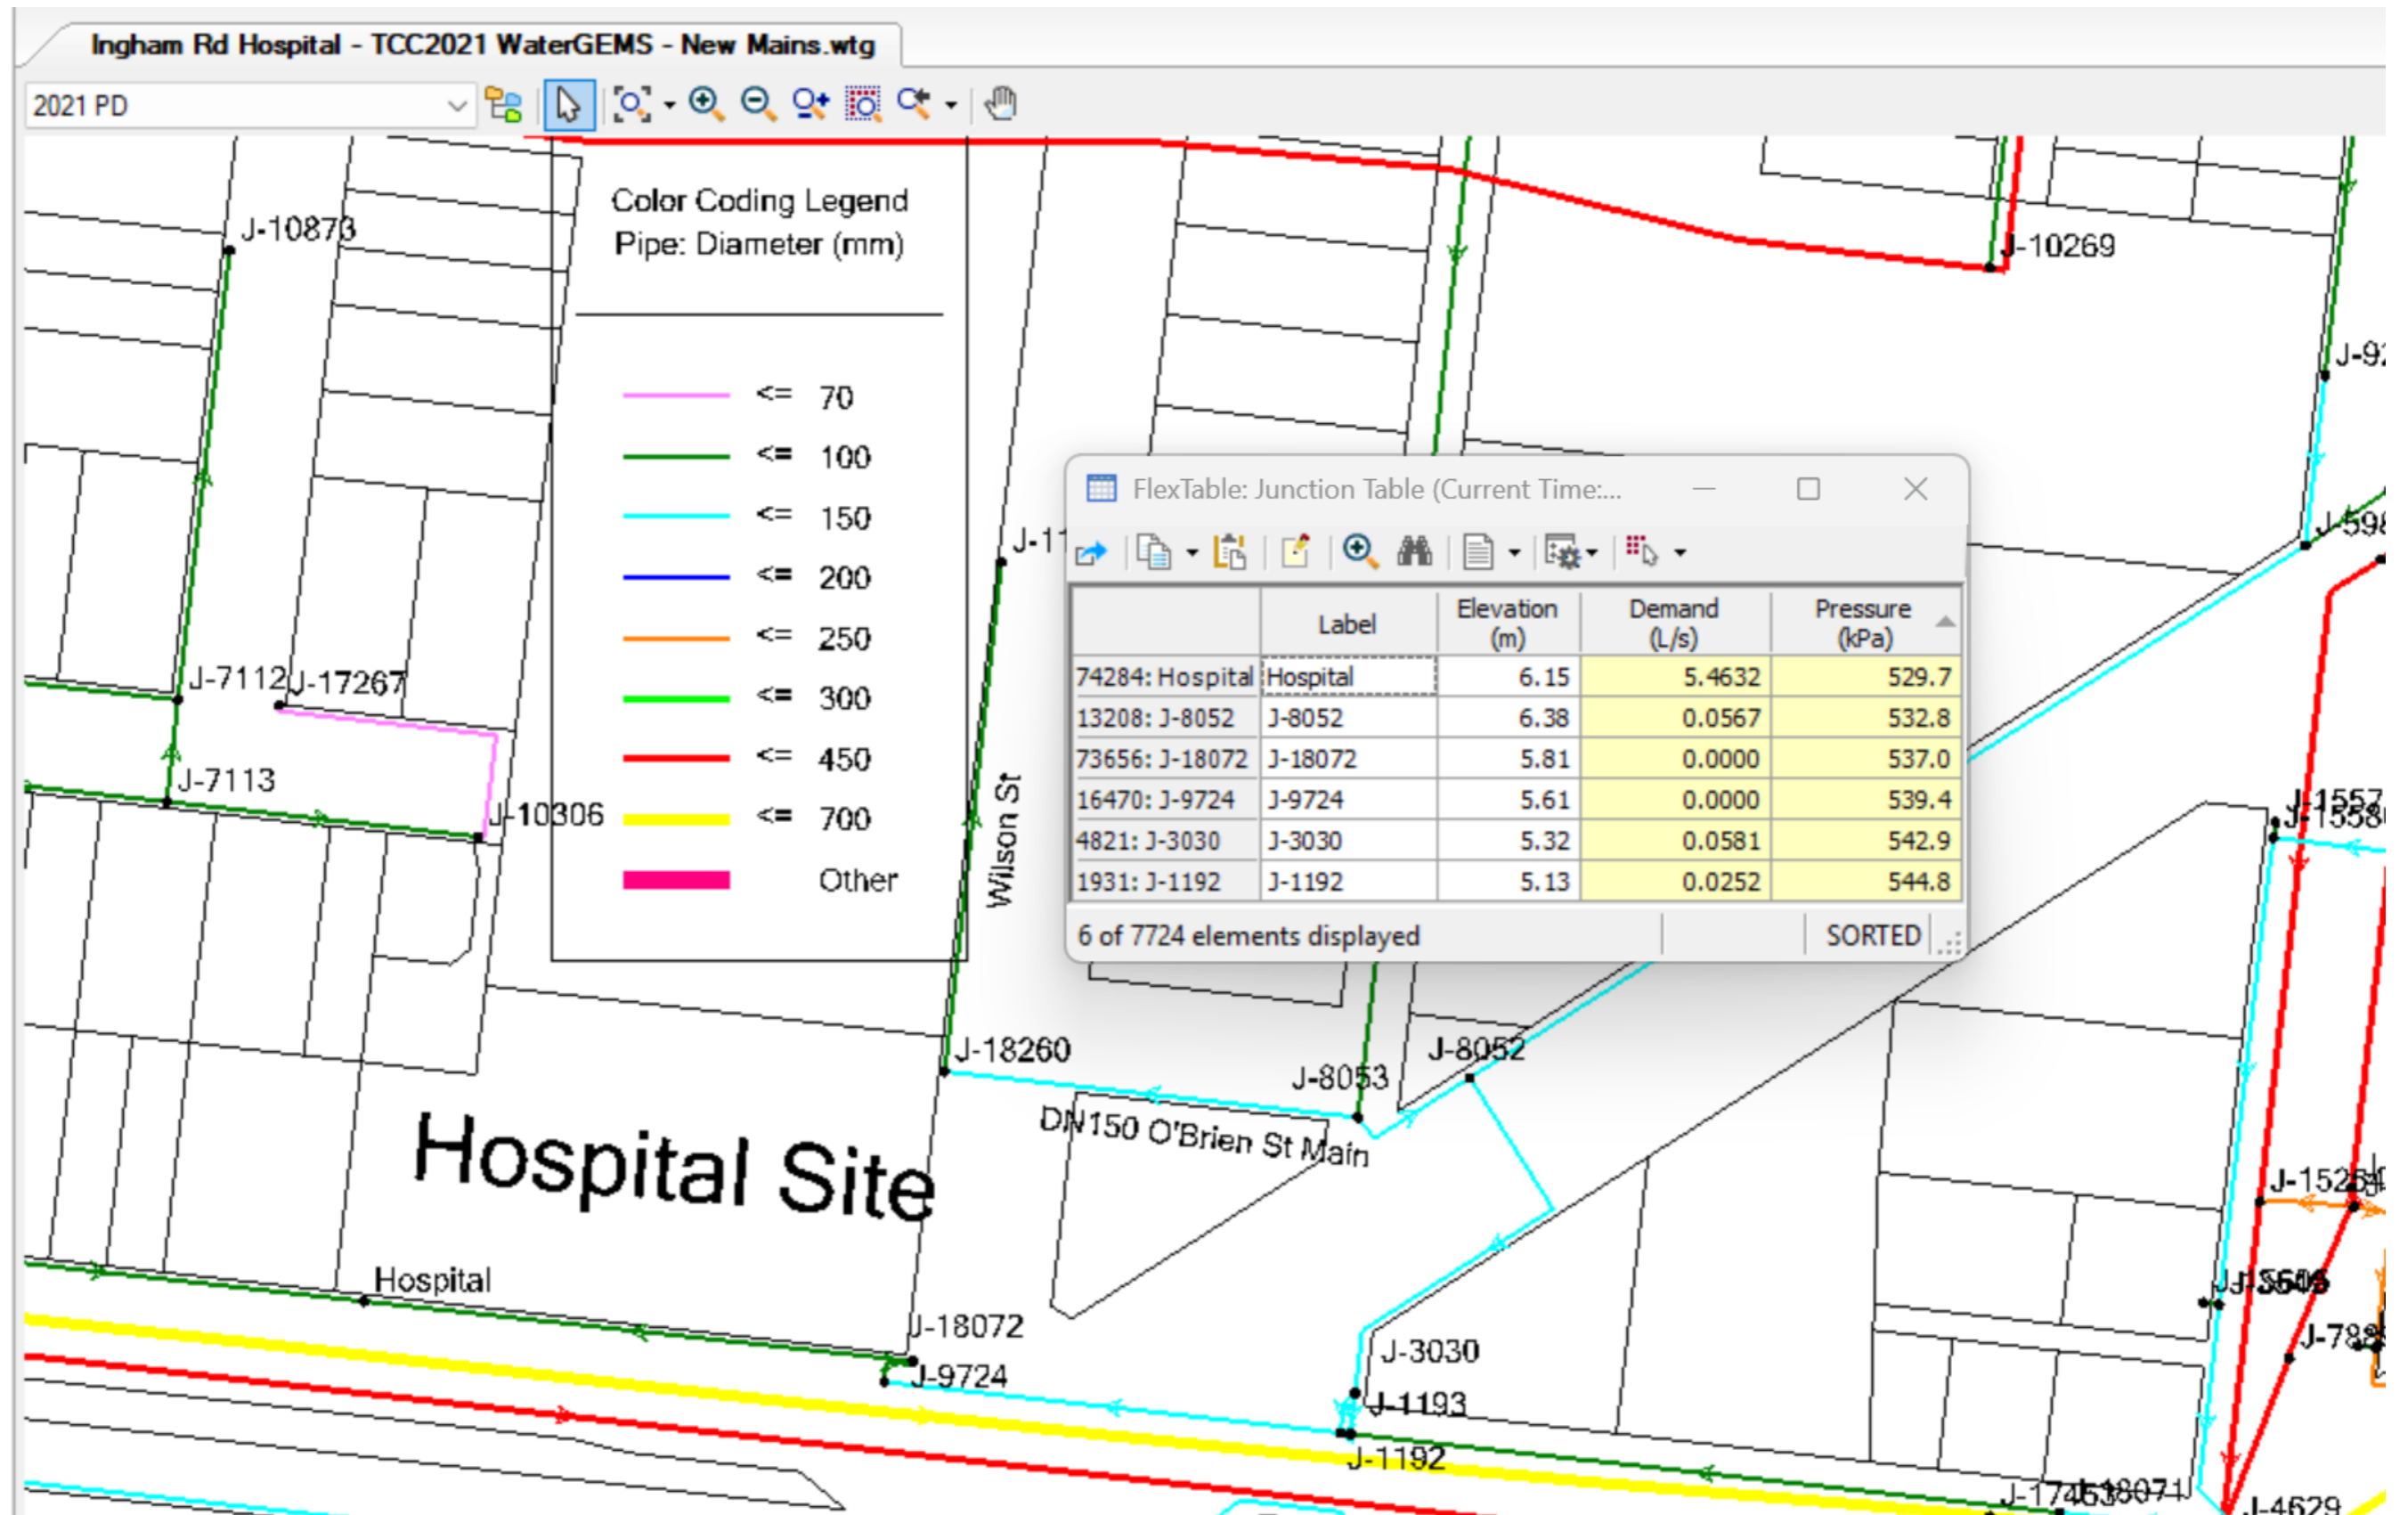 Ingham Rd Hospital - TCC2021 WaterGEMS - New Mains.wtg
2021 PD
Color Coding Legend
Pipe: Diameter (mm)
<= 70
<= 100
<= 150
<= 200
<= 250
<= 300
<= 450
<= 700
Other
J-10873
J-10269
J-7112
J-17267
J-7113
J-10306
Wilson St
FlexTable: Junction Table (Current Time:...
Label Elevation (m) Demand (L/s) Pressure (kPa)
74284: Hospital Hospital 6.15 5.4632 529.7
13208: J-8052 J-8052 6.38 0.0567 532.8
73656: J-18072 J-18072 5.81 0.0000 537.0
16470: J-9724 J-9724 5.61 0.0000 539.4
4821: J-3030 J-3030 5.32 0.0581 542.9
1931: J-1192 J-1192 5.13 0.0252 544.8
6 of 7724 elements displayed SORTED
J-18260
J-8053
J-8052
DN150 O'Brien St Main
Hospital Site
Hospital
J-18072
J-9724
J-3030
J-1193
J-1192
J-17453
J-18071
J-4629